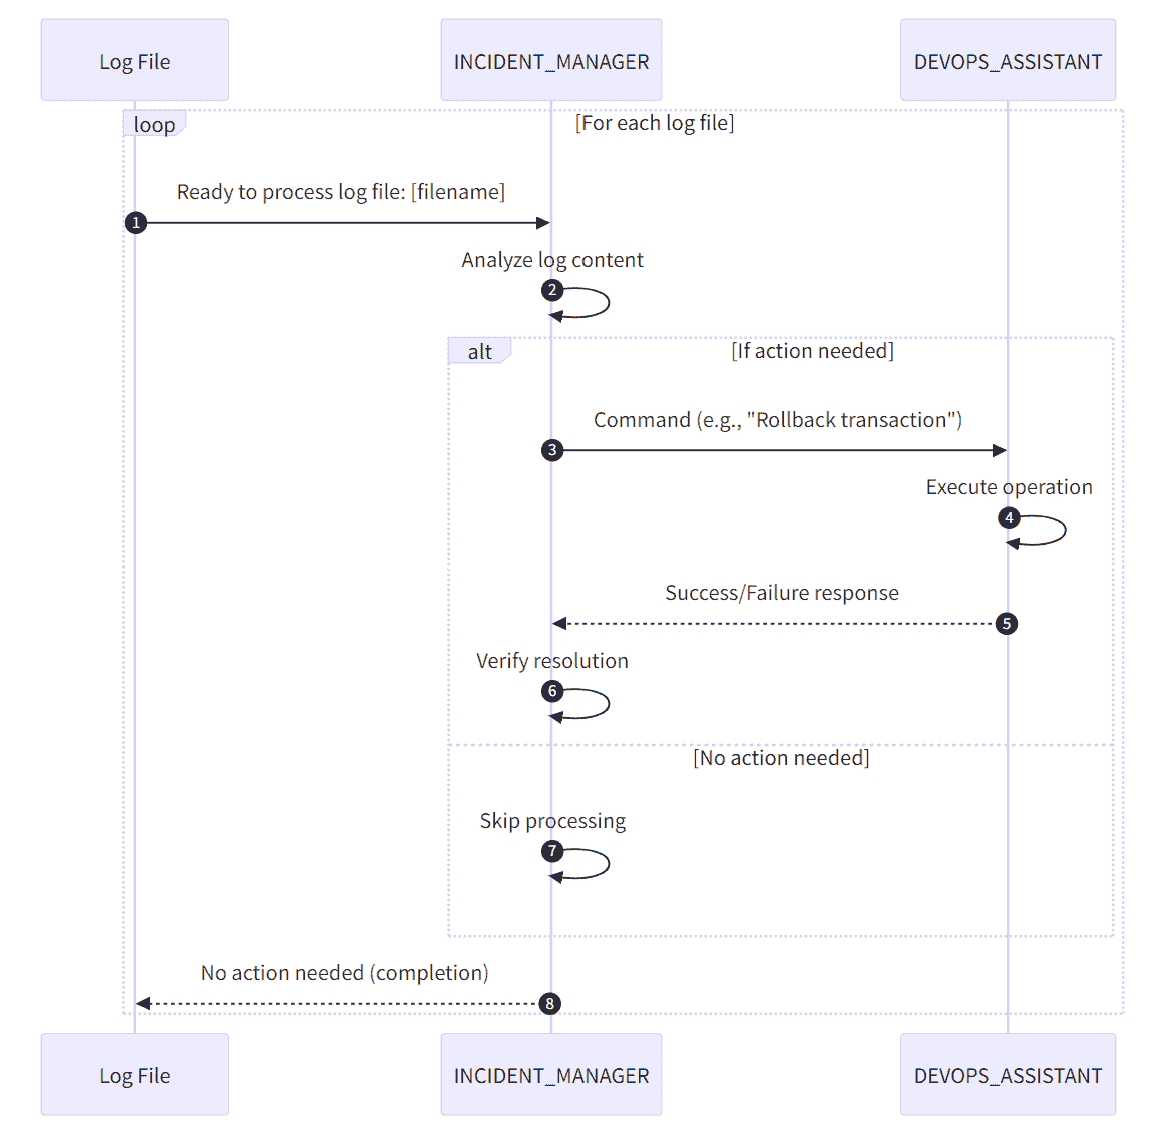 Log File
INCIDENT_MANAGER
DEVOPS_ASSISTANT
loop
[For each log file]
Ready to process log file: [filename]
1
Analyze log content
2
alt
[If action needed]
Command (e.g., "Rollback transaction")
3
Execute operation
4
Success/Failure response
5
Verify resolution
6
[No action needed]
Skip processing
7
No action needed (completion)
8
Log File
INCIDENT_MANAGER
DEVOPS_ASSISTANT